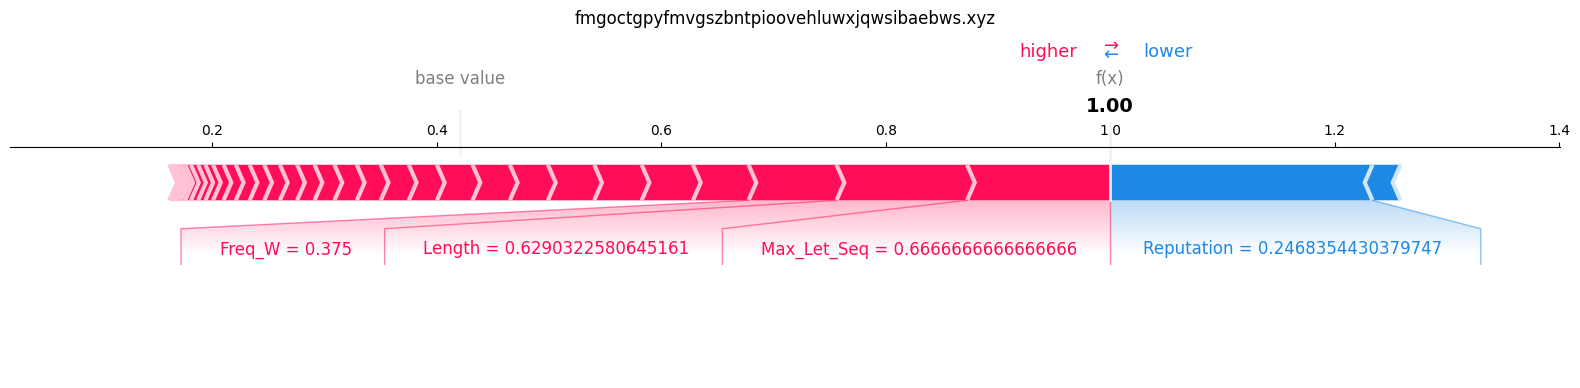 fmgoctgpyfmvgszbntpioovehluwxjqwsibaebws.xyz
higher ⇄ lower
base value f(x)
1.00
0.2 0.4 0.6 0.8 1.0 1.2 1.4
Freq_W = 0.375 Length = 0.6290322580645161 Max_Let_Seq = 0.6666666666666666 Reputation = 0.2468354430379747